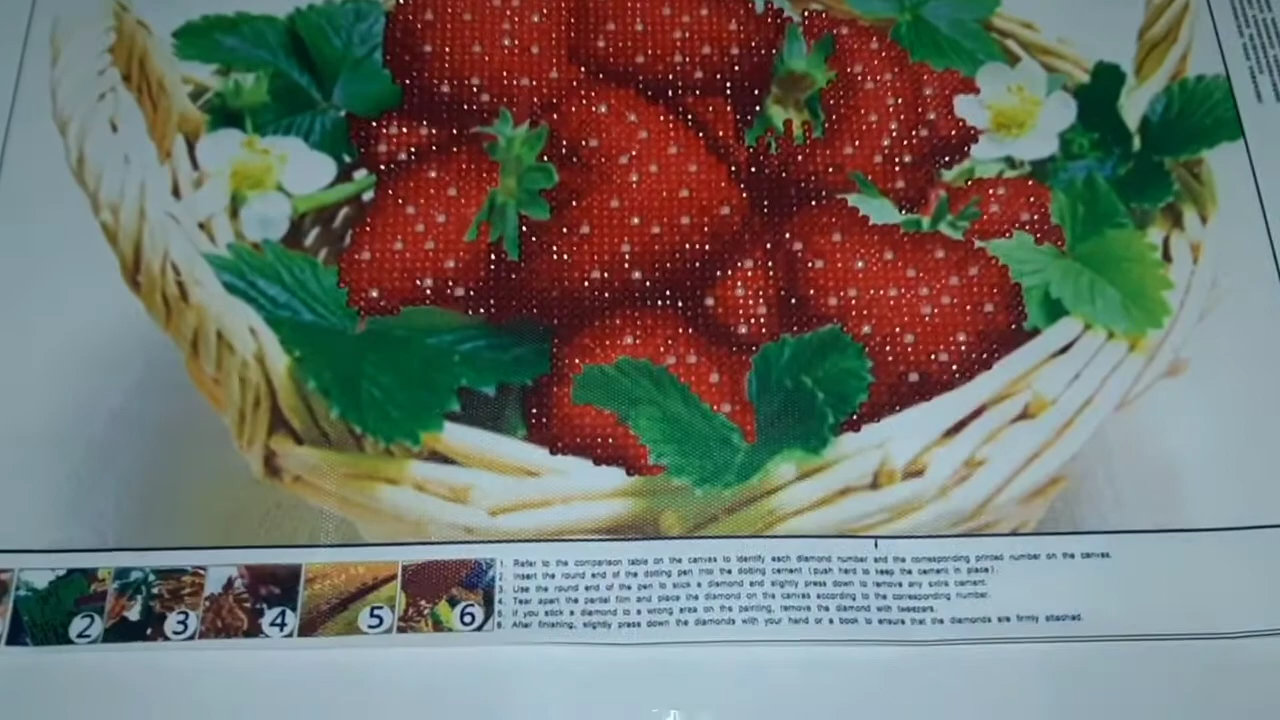 2 3 4 5 6
1. Refer to the comparison table on the canvas to identify each diamond number and the corresponding printed number on the canvas.
2. Insert the round end of the dotting pen into the dotting cement (push hard to keep the cement in place).
3. Use the round end of the pen to stick a diamond and slightly press down to remove any extra cement.
4. Tear apart the partial film and place the diamond on the canvas according to the corresponding number.
5. If you stick a diamond to a wrong area on the painting, remove the diamond with tweezers.
6. After finishing, slightly press down the diamonds with your hand or a book to ensure that the diamonds are firmly attached.